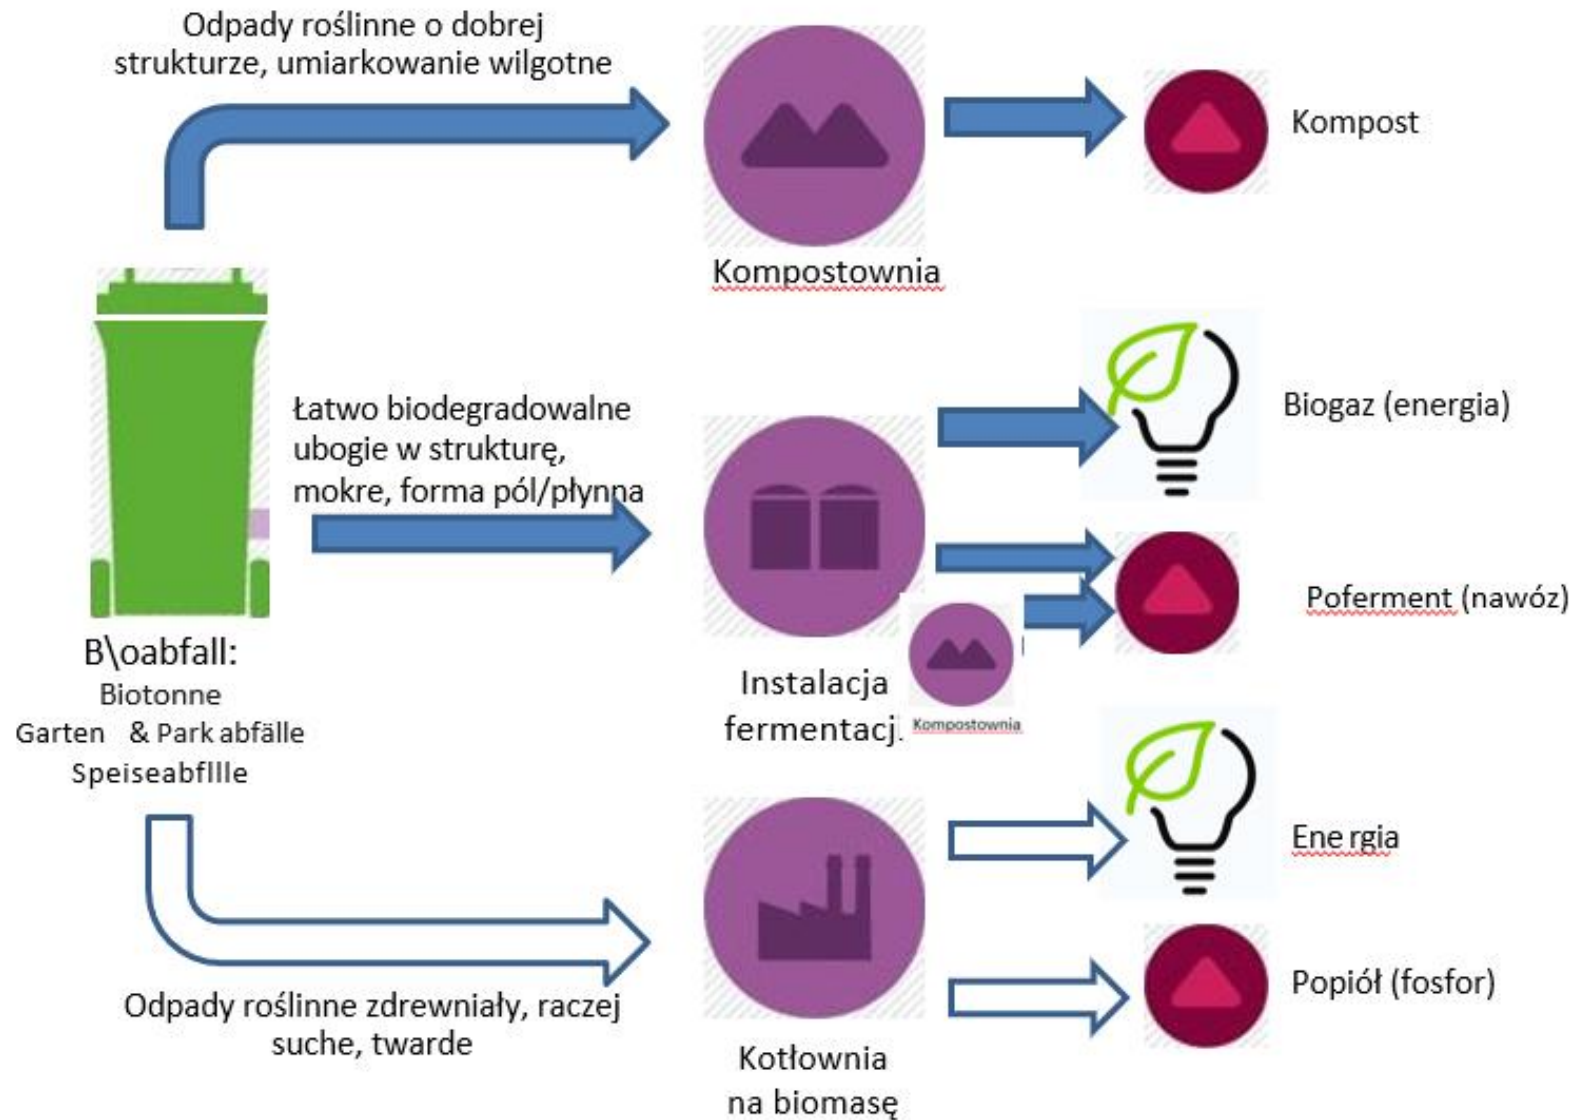 Odpady roślinne o dobrej
strukturze, umiarkowanie wilgotne
Kompostownia
Kompost
Łatwo biodegradowalne
ubogie w strukturę,
mokre, forma pól/płynna
Biogaz (energia)
Poferment (nawóz)
B\oabfall:
Biotonne
Garten & Park abfälle
Speiseabfllle
Instalacja
fermentacj.
Kompostownia
Ene rgia
Odpady roślinne zdrewniały, raczej
suche, twarde
Kotłownia
na biomasę
Popiół (fosfor)